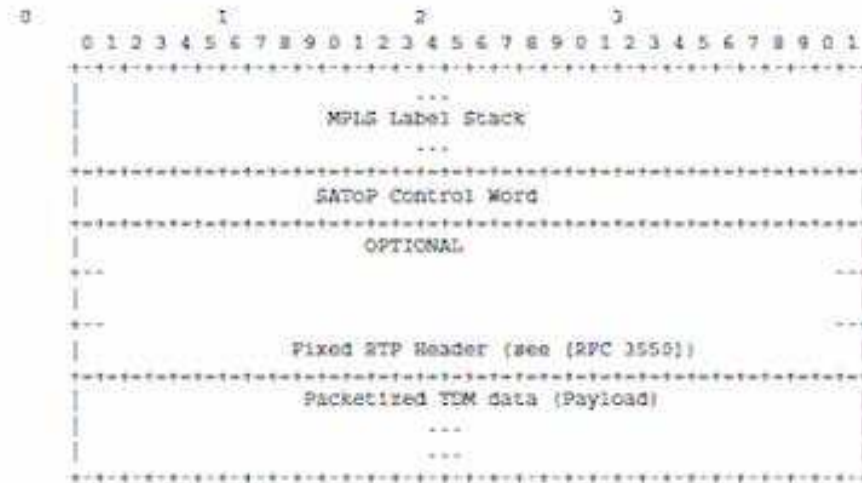 0 1 2 3
0 1 2 3 4 5 6 7 8 9 0 1 2 3 4 5 6 7 8 9 0 1 2 3 4 5 6 7 8 9 0 1
+-+-+-+-+-+-+-+-+-+-+-+-+-+-+-+-+-+-+-+-+-+-+-+-+-+-+-+-+-+-+-+-+
| ...
| MPLS Label Stack
| ...
+-+-+-+-+-+-+-+-+-+-+-+-+-+-+-+-+-+-+-+-+-+-+-+-+-+-+-+-+-+-+-+-+
| SAToP Control Word
+-+-+-+-+-+-+-+-+-+-+-+-+-+-+-+-+-+-+-+-+-+-+-+-+-+-+-+-+-+-+-+-+
| OPTIONAL
+-- ---
|
+-- ---
| Fixed RTP Header (see [RFC 3550])
+-+-+-+-+-+-+-+-+-+-+-+-+-+-+-+-+-+-+-+-+-+-+-+-+-+-+-+-+-+-+-+-+
| Packetized TDM data (Payload)
| ...
| ...
+-+-+-+-+-+-+-+-+-+-+-+-+-+-+-+-+-+-+-+-+-+-+-+-+-+-+-+-+-+-+-+-+